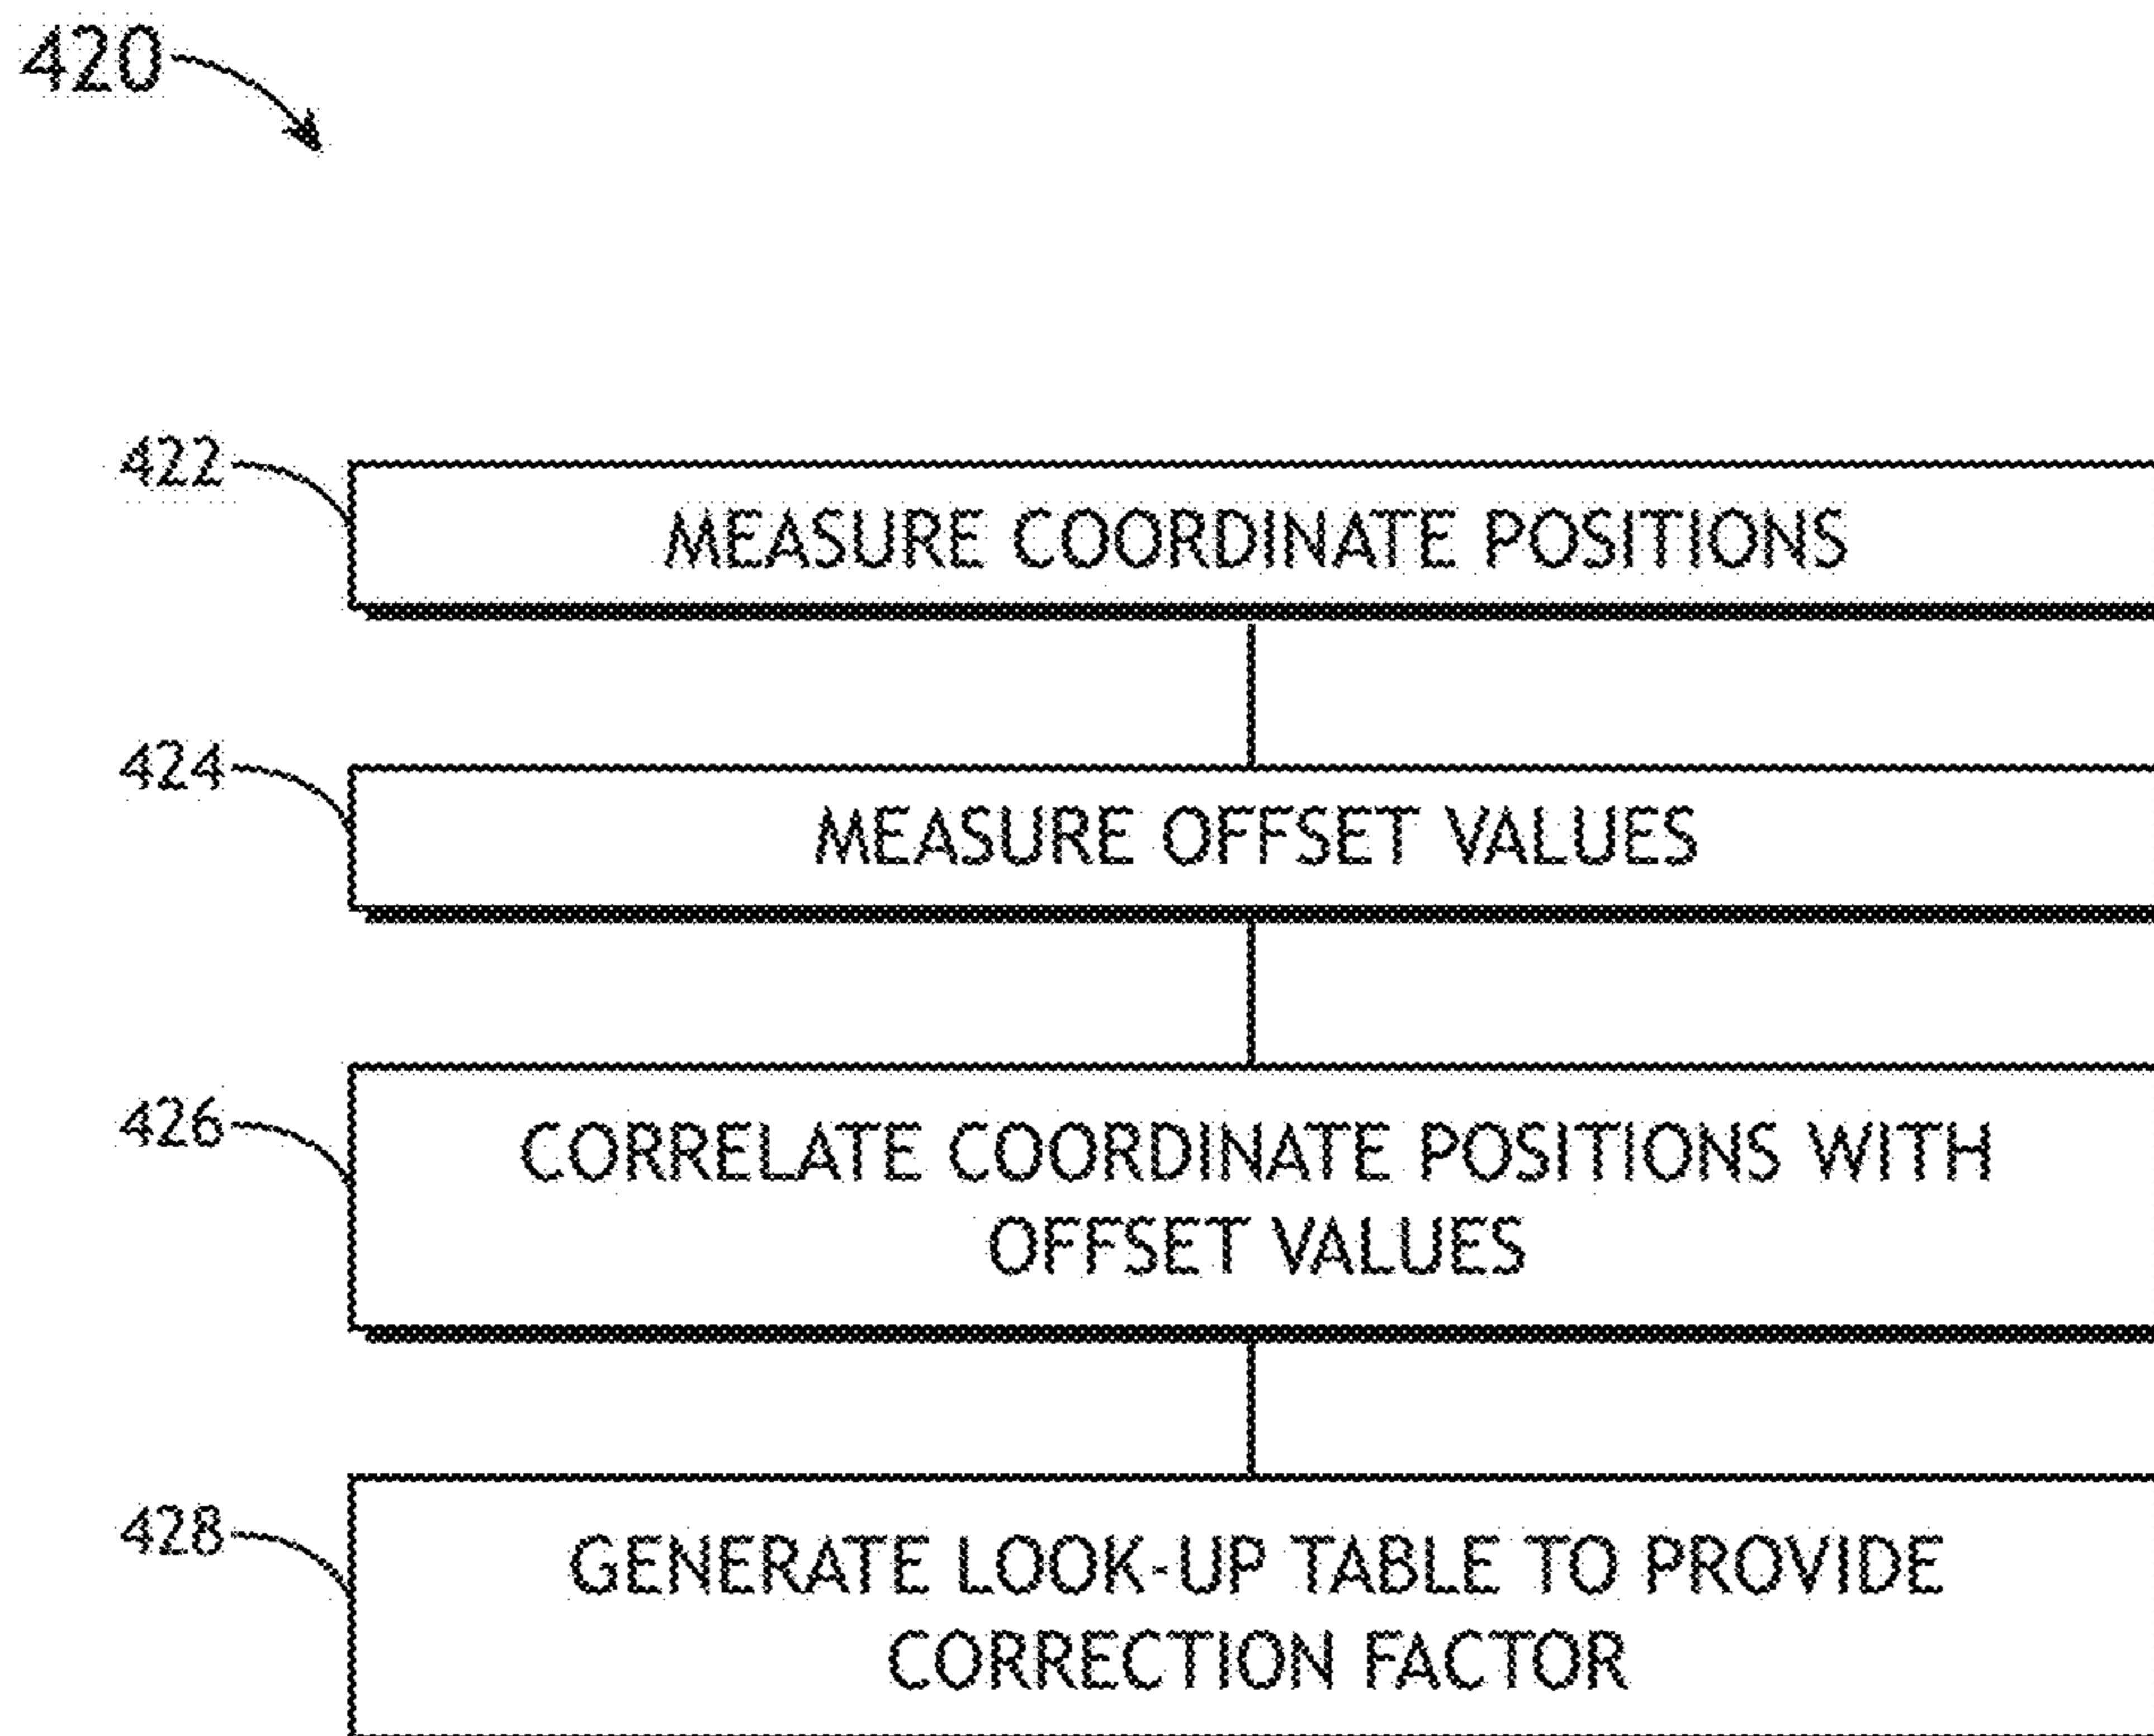 420
422
MEASURE COORDINATE POSITIONS
424
MEASURE OFFSET VALUES
426
CORRELATE COORDINATE POSITIONS WITH
OFFSET VALUES
428
GENERATE LOOK-UP TABLE TO PROVIDE
CORRECTION FACTOR